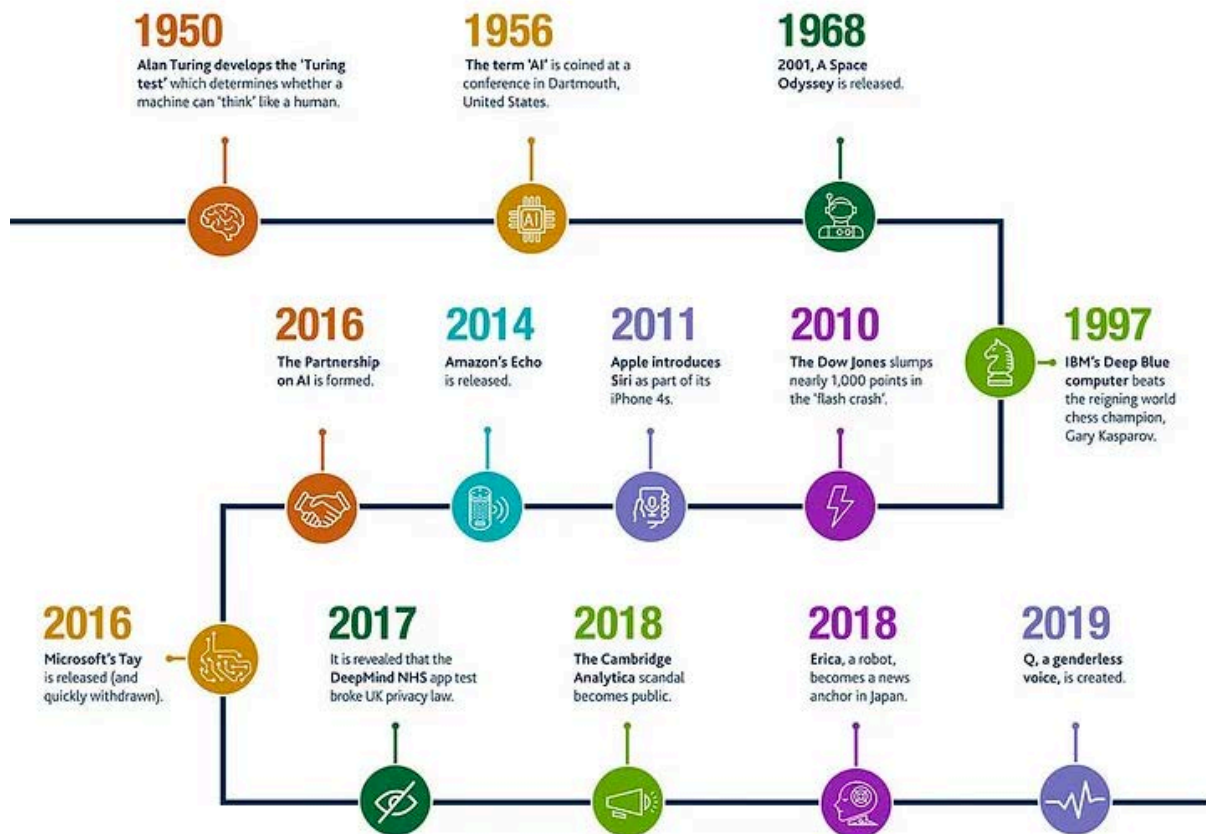 1950
Alan Turing develops the 'Turing
test' which determines whether a
machine can 'think' like a human.
1956
The term 'AI' is coined at a
conference in Dartmouth,
United States.
1968
2001, A Space
Odyssey is released.
AI
1997
IBM's Deep Blue
computer beats
the reigning world
chess champion,
Gary Kasparov.
2010
The Dow Jones slumps
nearly 1,000 points in
the 'flash crash'.
2011
Apple introduces
Siri as part of its
iPhone 4s.
2014
Amazon's Echo
is released.
2016
The Partnership
on AI is formed.
2016
Microsoft's Tay
is released (and
quickly withdrawn).
2017
It is revealed that the
DeepMind NHS app test
broke UK privacy law.
2018
The Cambridge
Analytica scandal
becomes public.
2018
Erica, a robot,
becomes a news
anchor in Japan.
2019
Q, a genderless
voice, is created.